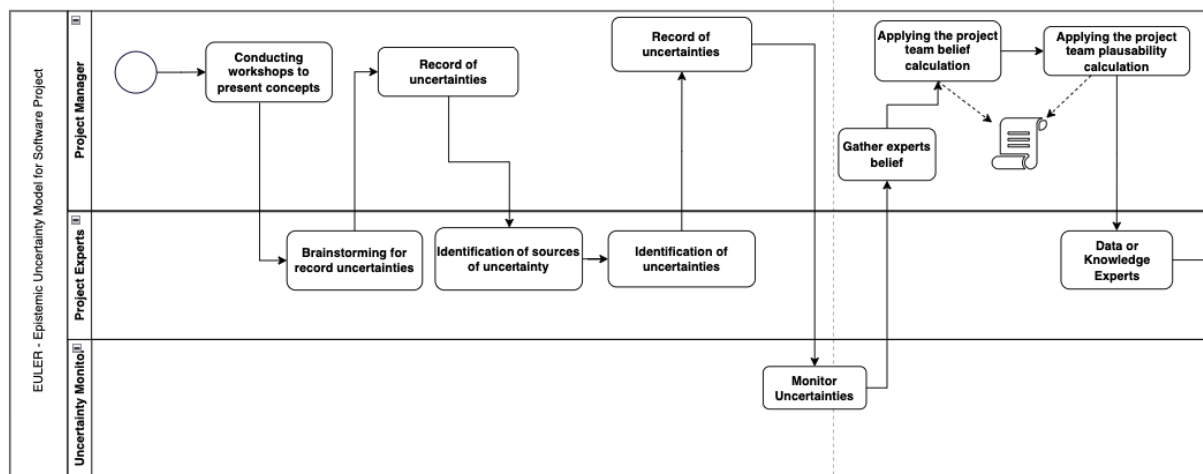 EULER - Epistemic Uncertainty Model for Software Project
Project Manager
Conducting
workshops to
present concepts
Record of
uncertainties
Record of
uncertainties
Applying the project
team belief
calculation
Applying the project
team plausability
calculation
Gather experts
belief
Project Experts
Brainstorming for
record uncertainties
Identification of sources
of uncertainty
Identification of
uncertainties
Data or
Knowledge
Experts
Uncertainty Monito
Monitor
Uncertainties